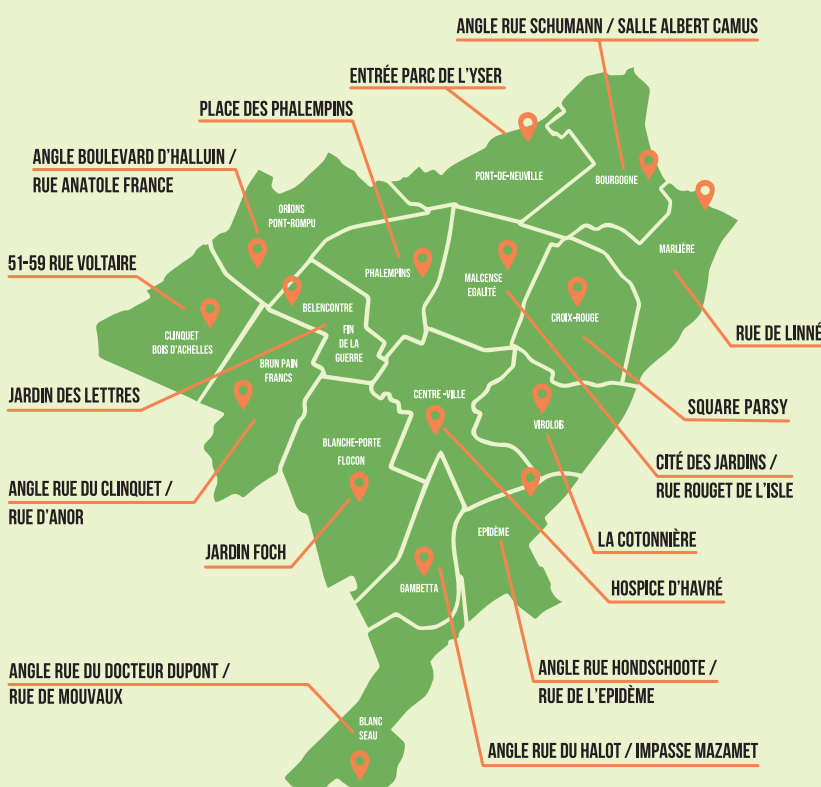 ANGLE RUE SCHUMANN / SALLE ALBERT CAMUS
ENTRÉE PARC DE L'YSER
PLACE DES PHALEMPINS
ANGLE BOULEVARD D'HALLUIN /
RUE ANATOLE FRANCE
51-59 RUE VOLTAIRE
JARDIN DES LETTRES
ANGLE RUE DU CLINQUET /
RUE D'ANOR
JARDIN FOCH
ANGLE RUE DU DOCTEUR DUPONT /
RUE DE MOUVAUX
PONT-DE-NEUVILLE
BOURGOGNE
MARLIÈRE
ORIONS
PONT-ROMPU
PHALEMPINS
MALCENSE
EGALITÉ
CROIX-ROUGE
BELENCONTRE
FIN
DE LA
GUERRE
CLINQUET
BOIS D'ACHELLES
BRUN PAIN
FRANCS
CENTRE-VILLE
VIROLOIS
BLANCHE-PORTE
FLOCON
EPIDÈME
GAMBETTA
BLANC
SEAU
RUE DE LINNÉ
SQUARE PARSY
CITÉ DES JARDINS /
RUE ROUGET DE L'ISLE
LA COTONNIÈRE
HOSPICE D'HAVRÉ
ANGLE RUE HONDSCHOOTE /
RUE DE L'EPIDÈME
ANGLE RUE DU HALOT / IMPASSE MAZAMET